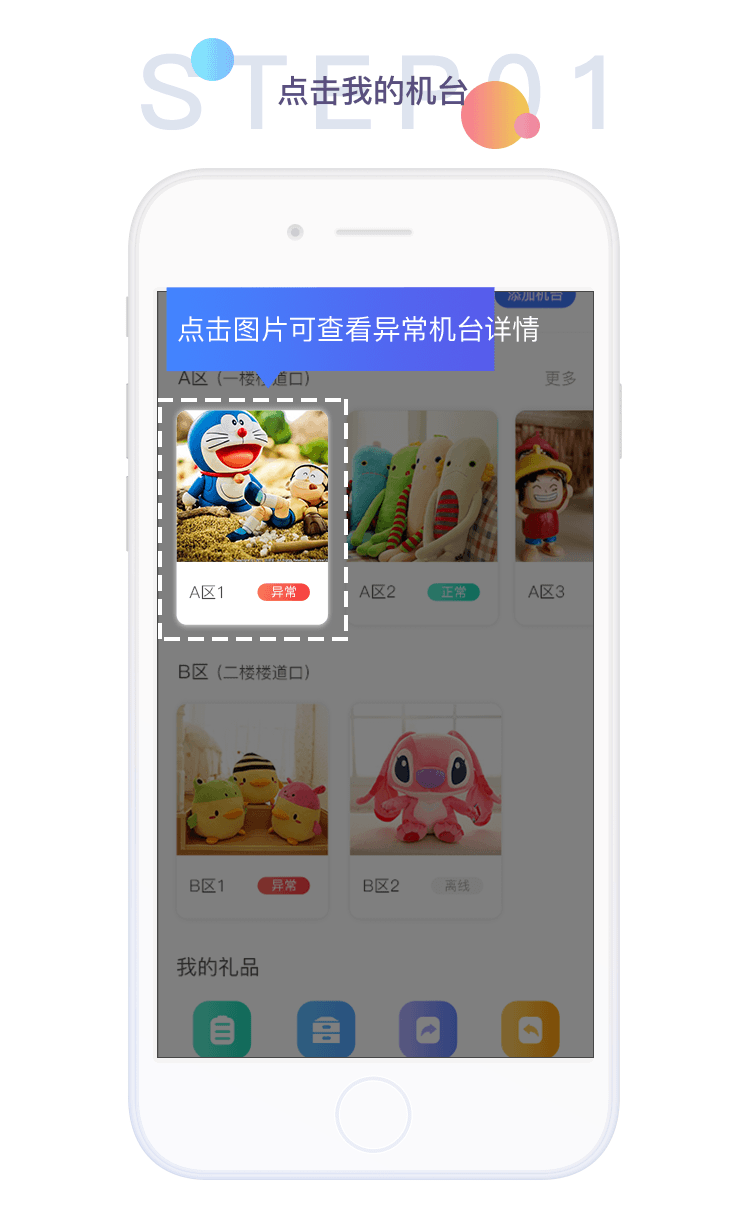 STEP01
点击我的机台
添加机台
点击图片可查看异常机台详情
A区（一楼楼道口）
更多
A区1
异常
A区2
正常
A区3
B区（二楼楼道口）
B区1
异常
B区2
离线
我的礼品